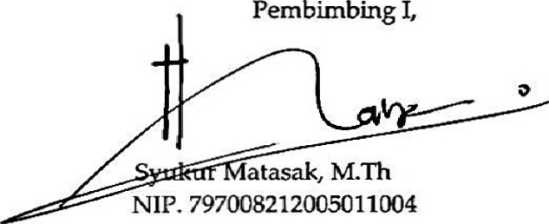 Pembimbing I,
Syukur Matasak, M.Th
NIP. 797008212005011004